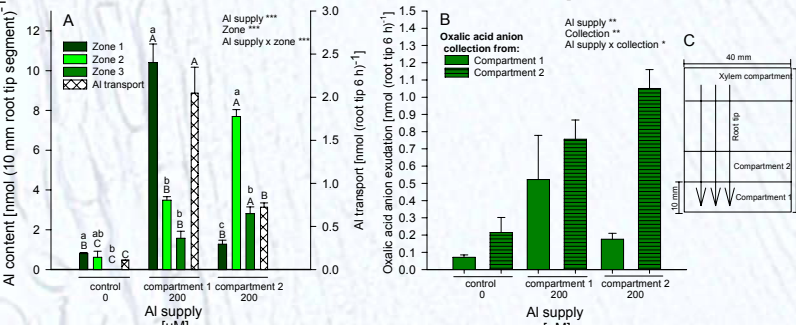 A
Al content [nmol (10 mm root tip segment)⁻¹
12
10
8
6
4
2
0
Zone 1
Zone 2
Zone 3
Al transport
Al supply ***
Zone ***
Al supply x zone ***
a
B
ab
C
b
C
C
a
A
b
B
b
B
A
c
B
a
A
b
A
B
3.0
2.5
2.0
1.5
1.0
0.5
0.0
Al transport [nmol (root tip 6 h)⁻¹]
control
0
compartment 1
200
compartment 2
200
Al supply
B
Oxalic acid anion exudation [nmol (root tip 6 h)⁻¹]
1.5
1.4
1.3
1.2
1.1
1.0
0.9
0.8
0.7
0.6
0.5
0.4
0.3
0.2
0.1
0.0
Oxalic acid anion
collection from:
Compartment 1
Compartment 2
Al supply **
Collection **
Al supply x collection *
control
0
compartment 1
200
compartment 2
200
Al supply
C
40 mm
Xylem compartment
Root tip
Compartment 2
Compartment 1
10 mm